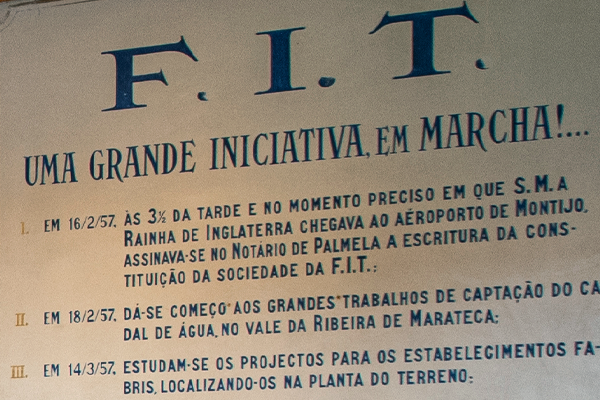 F. I. T.
UMA GRANDE INICIATIVA, EM MARCHA!...
I. EM 16/2/57, ÀS 3½ DA TARDE E NO MOMENTO PRECISO EM QUE S.M.A
RAINHA DE INGLATERRA CHEGAVA AO AÉROPORTO DE MONTIJO,
ASSINAVA-SE NO NOTÁRIO DE PALMELA A ESCRITURA DA CONS-
TITUIÇÃO DA SOCIEDADE DA F.I.T.;
II. EM 18/2/57, DÁ-SE COMEÇO AOS GRANDES TRABALHOS DE CAPTAÇÃO DO CA
DAL DE ÁGUA, NO VALE DA RIBEIRA DE MARATECA;
III. EM 14/3/57, ESTUDAM-SE OS PROJECTOS PARA OS ESTABELECIMENTOS FA-
BRIS, LOCALIZANDO-OS NA PLANTA DO TERRENO;